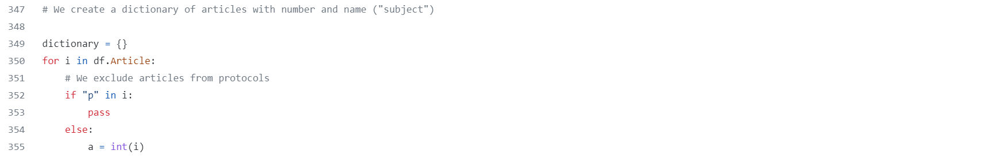 347 # We create a dictionary of articles with number and name ("subject")
348
349 dictionary = {}
350 for i in df.Article:
351     # We exclude articles from protocols
352     if "p" in i:
353         pass
354     else:
355         a = int(i)